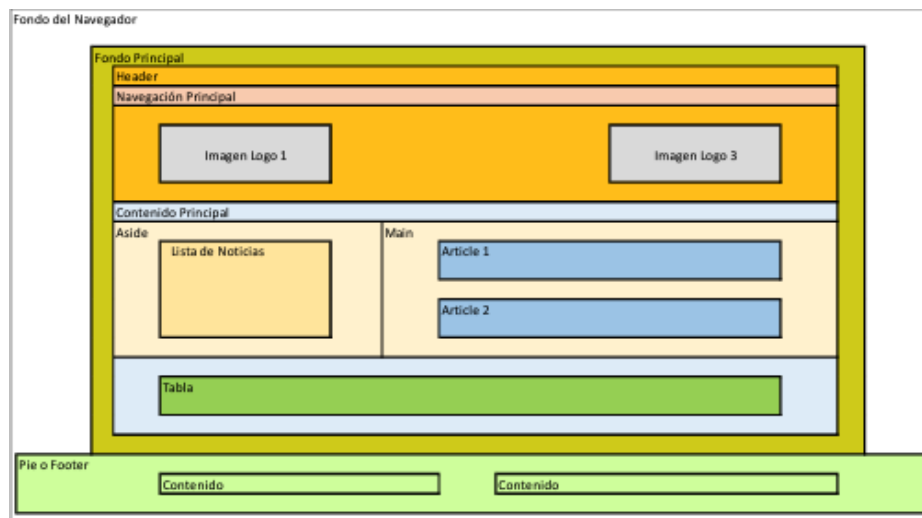 Fondo del Navegador
Fondo Principal
Header
Navegación Principal
Imagen Logo 1
Imagen Logo 3
Contenido Principal
Aside
Main
Lista de Noticias
Article 1
Article 2
Tabla
Pie o Footer
Contenido
Contenido